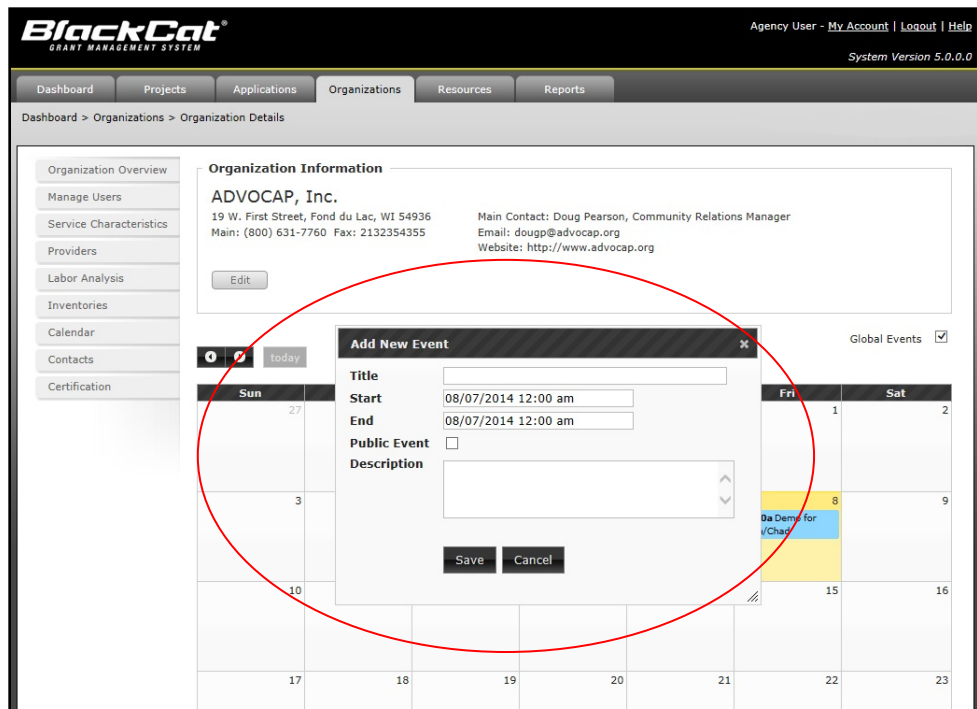 BlackCat®
GRANT MANAGEMENT SYSTEM
Agency User - My Account | Logout | Help
System Version 5.0.0.0
Dashboard Projects Applications Organizations Resources Reports
Dashboard > Organizations > Organization Details
Organization Overview
Manage Users
Service Characteristics
Providers
Labor Analysis
Inventories
Calendar
Contacts
Certification
Organization Information
ADVOCAP, Inc.
19 W. First Street, Fond du Lac, WI 54936
Main: (800) 631-7760 Fax: 2132354355
Main Contact: Doug Pearson, Community Relations Manager
Email: dougp@advocap.org
Website: http://www.advocap.org
Edit
Global Events
today
Add New Event
Title
Start 08/07/2014 12:00 am
End 08/07/2014 12:00 am
Public Event
Description
Save Cancel
Sun Fri Sat
27 1 2
3 8 9
0a Demo for
/Chad
10 15 16
17 18 19 20 21 22 23